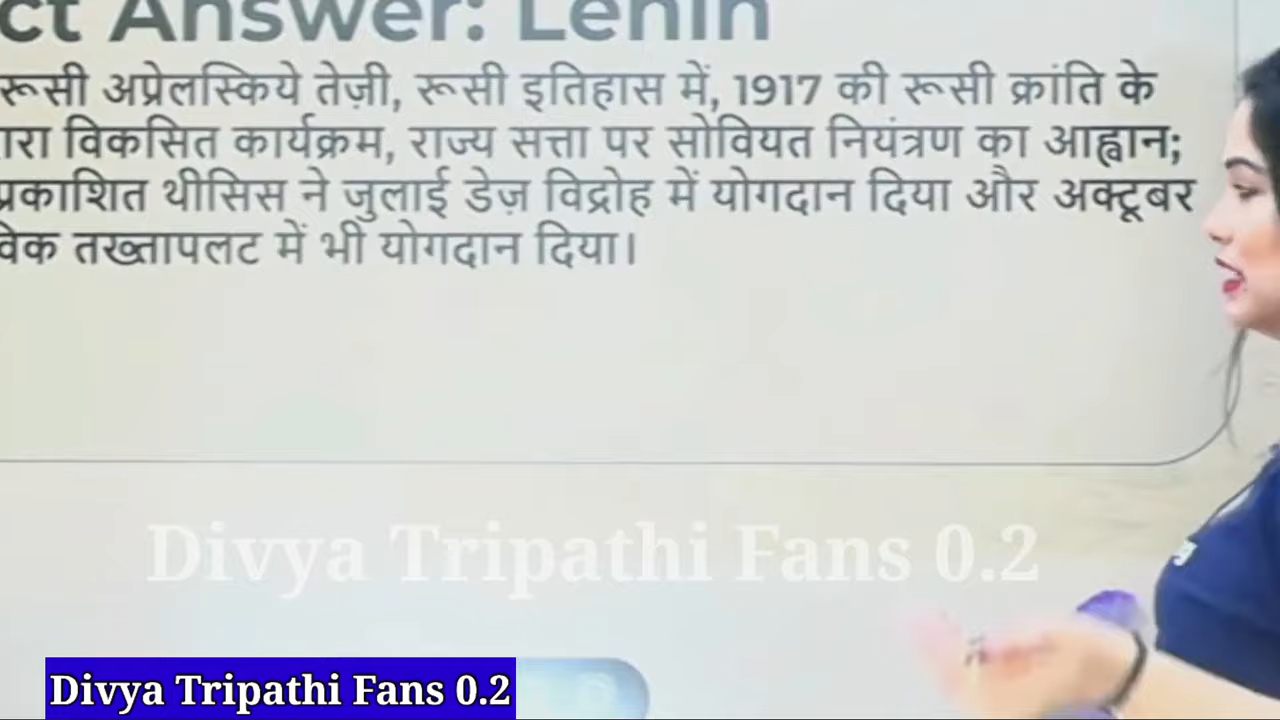 ct Answer: Lenin
रूसी अप्रेलस्किये तेज़ी, रूसी इतिहास में, 1917 की रूसी क्रांति के
ारा विकसित कार्यक्रम, राज्य सत्ता पर सोवियत नियंत्रण का आह्वान;
प्रकाशित थीसिस ने जुलाई डेज़ विद्रोह में योगदान दिया और अक्टूबर
विक तख्तापलट में भी योगदान दिया।
Divya Tripathi Fans 0.2
Divya Tripathi Fans 0.2